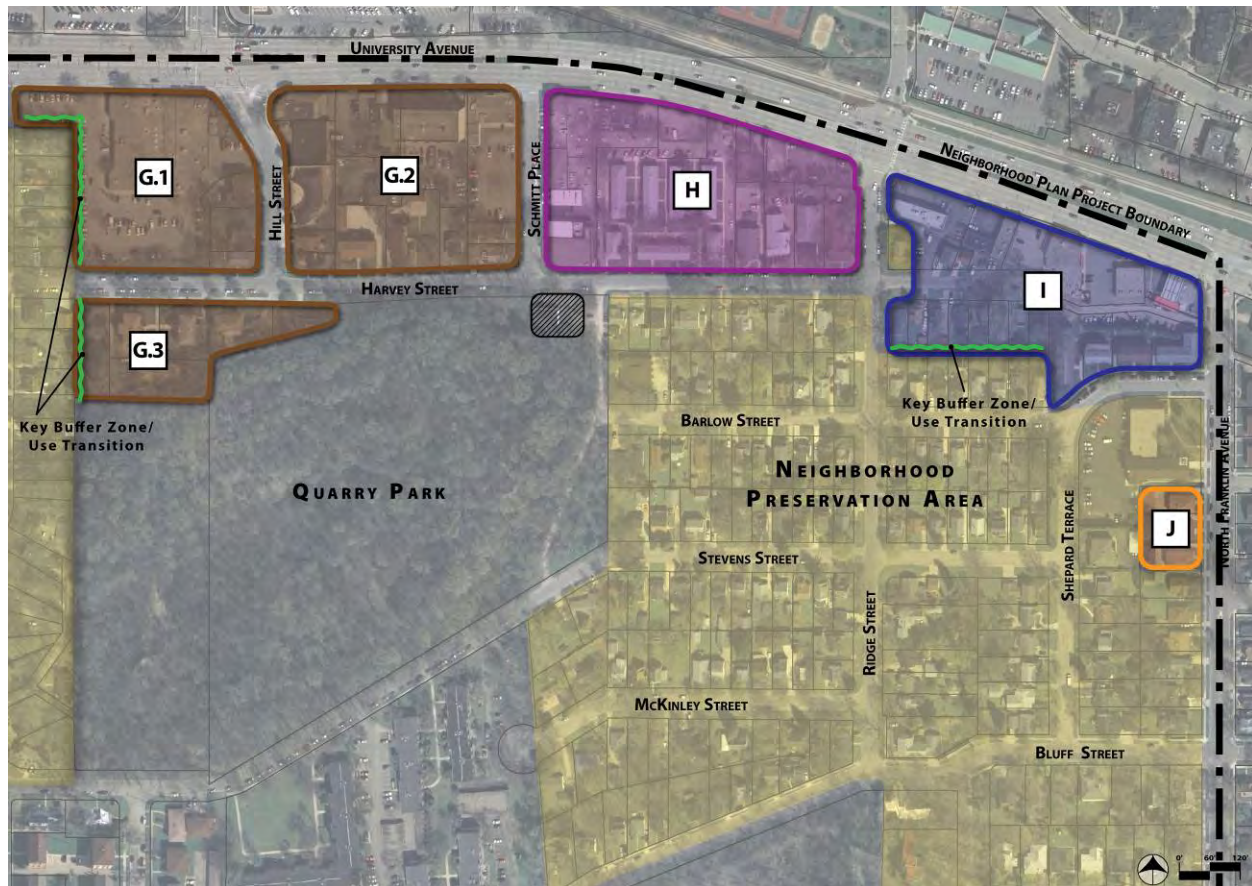 UNIVERSITY AVENUE
NEIGHBORHOOD PLAN PROJECT BOUNDARY
G.1
HILL STREET
G.2
SCHMITT PLACE
H
I
HARVEY STREET
G.3
KEY BUFFER ZONE/
USE TRANSITION
KEY BUFFER ZONE/
USE TRANSITION
BARLOW STREET
QUARRY PARK
NEIGHBORHOOD
PRESERVATION AREA
J
NORTH FRANKLIN AVENUE
SHEPARD TERRACE
STEVENS STREET
RIDGE STREET
MCKINLEY STREET
BLUFF STREET
0' 60' 120'